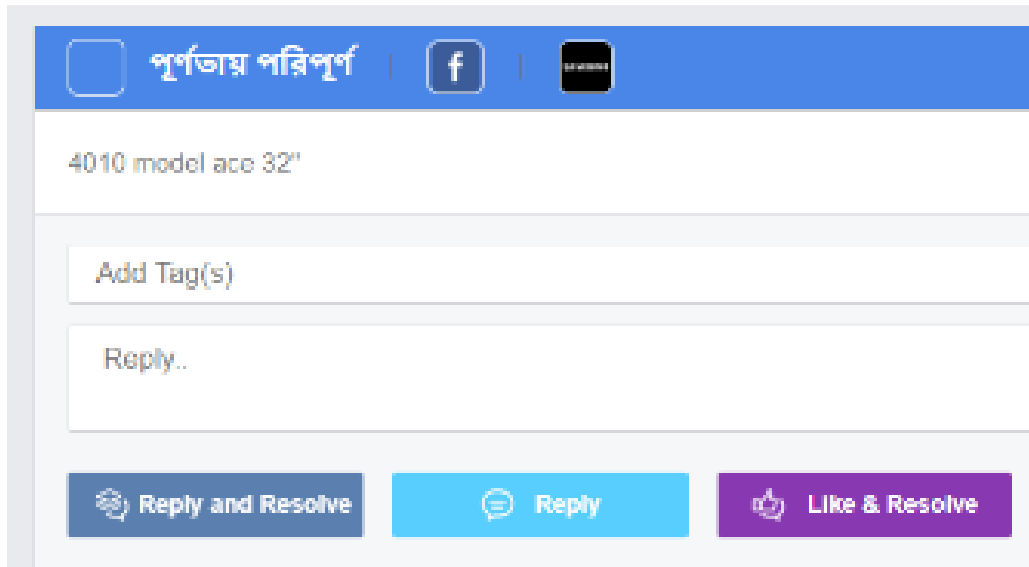 পূর্ণতায় পরিপূর্ণ
4010 model ace 32"
Add Tag(s)
Reply..
Reply and Resolve
Reply
Like & Resolve